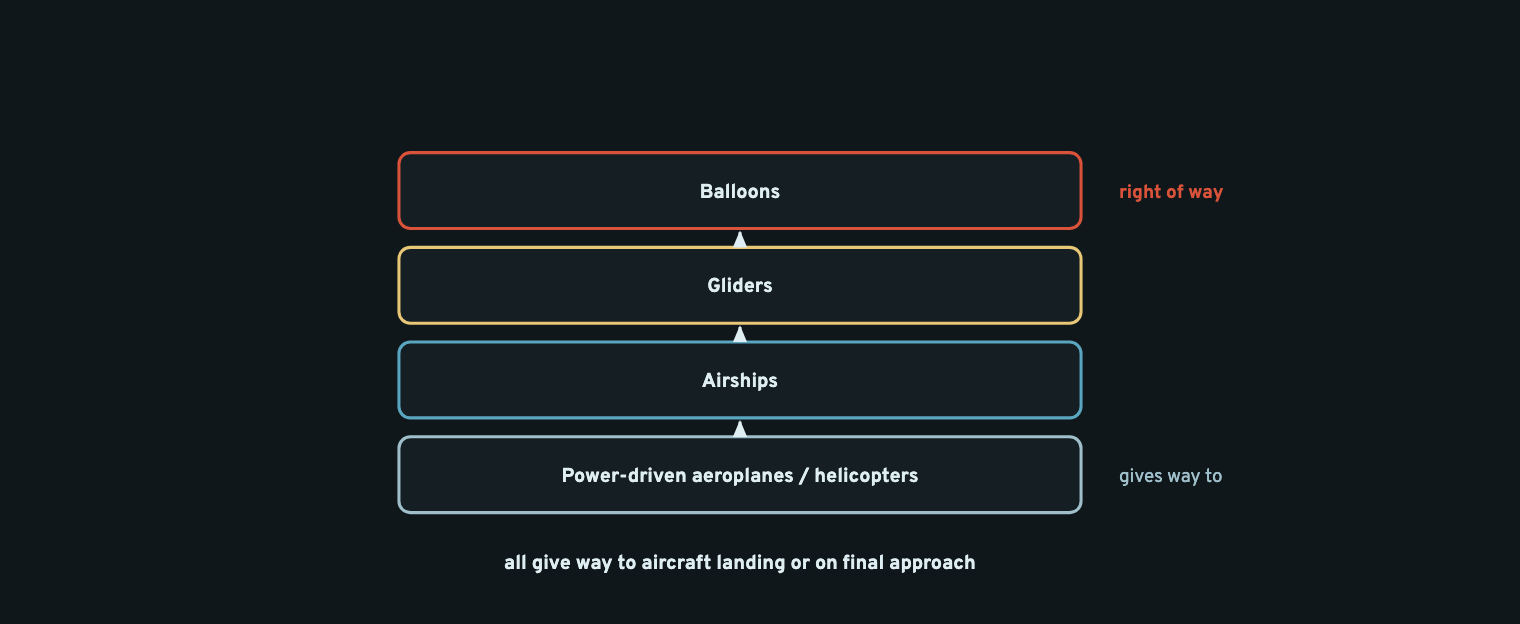 Balloons
right of way
Gliders
Airships
Power-driven aeroplanes / helicopters
gives way to
all give way to aircraft landing or on final approach